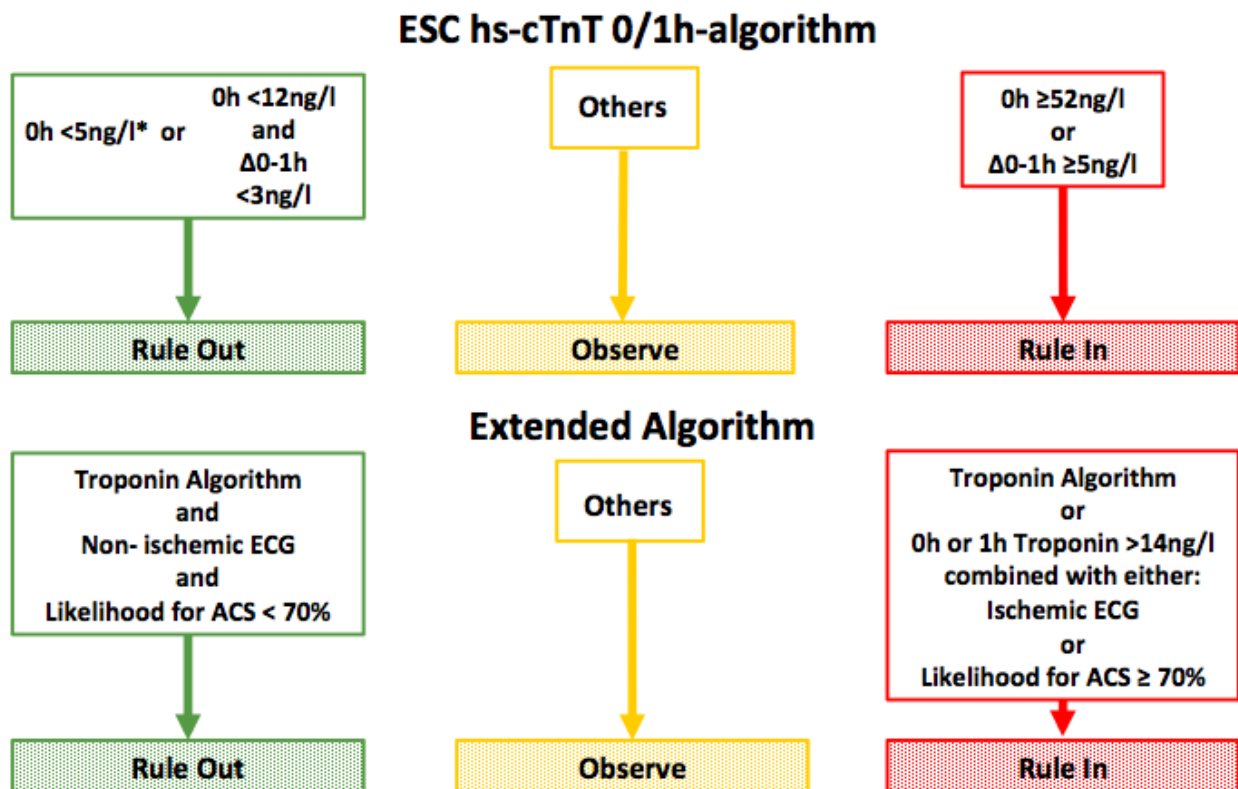 ESC hs-cTnT 0/1h-algorithm
0h <5ng/l* or
0h <12ng/l
and
Δ0-1h
<3ng/l
Others
0h ≥52ng/l
or
Δ0-1h ≥5ng/l
Rule Out
Observe
Rule In
Extended Algorithm
Troponin Algorithm
and
Non- ischemic ECG
and
Likelihood for ACS < 70%
Others
Troponin Algorithm
or
0h or 1h Troponin >14ng/l
combined with either:
Ischemic ECG
or
Likelihood for ACS ≥ 70%
Rule Out
Observe
Rule In